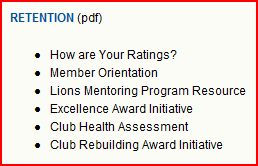 RETENTION (pdf)
• How are Your Ratings?
• Member Orientation
• Lions Mentoring Program Resource
• Excellence Award Initiative
• Club Health Assessment
• Club Rebuilding Award Initiative